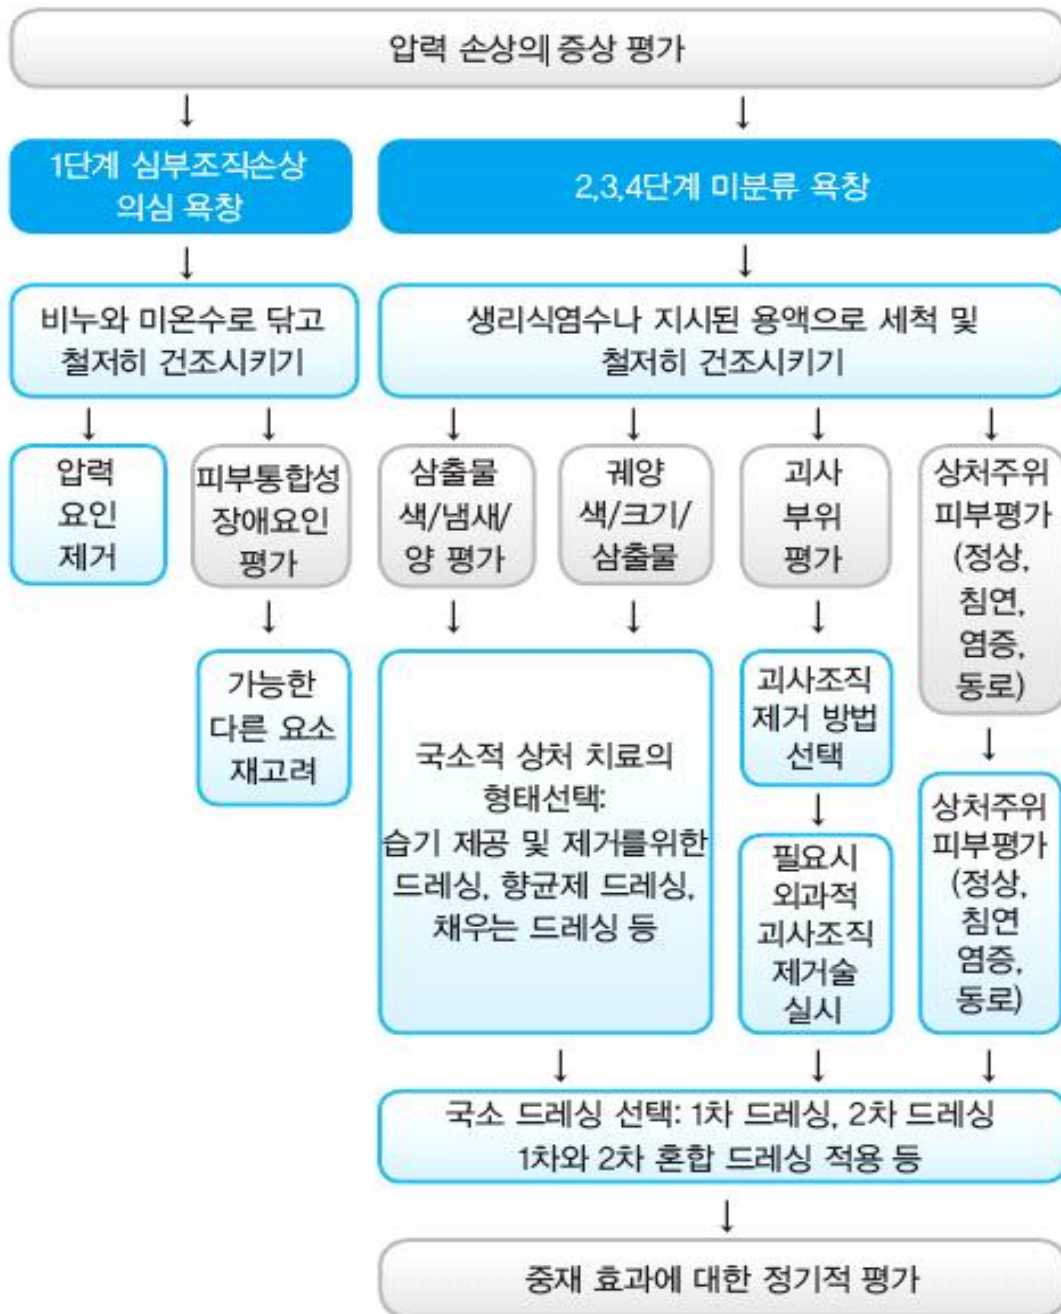 압력 손상의 증상 평가
1단계 심부조직손상
의심 욕창
2,3,4단계 미분류 욕창
비누와 미온수로 닦고
철저히 건조시키기
생리식염수나 지시된 용액으로 세척 및
철저히 건조시키기
압력
요인
제거
피부통합성
장애요인
평가
삼출물
색/냄새/
양 평가
궤양
색/크기/
삼출물
괴사
부위
평가
상처주위
피부평가
(정상,
침연,
염증,
동로)
가능한
다른 요소
재고려
국소적 상처 치료의
형태선택:
습기 제공 및 제거를위한
드레싱, 향균제 드레싱,
채우는 드레싱 등
괴사조직
제거 방법
선택
필요시
외과적
괴사조직
제거술
실시
상처주위
피부평가
(정상,
침연
염증,
동로)
국소 드레싱 선택: 1차 드레싱, 2차 드레싱
1차와 2차 혼합 드레싱 적용 등
중재 효과에 대한 정기적 평가